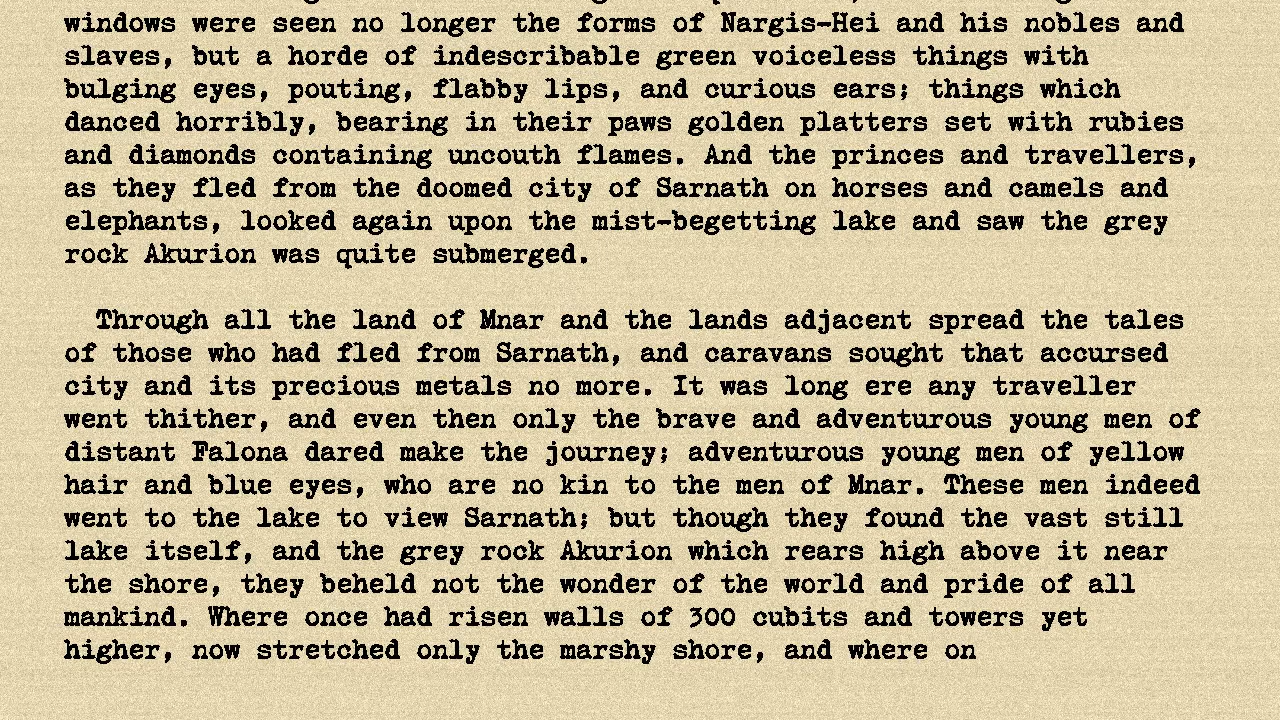 windows were seen no longer the forms of Nargis-Hei and his nobles and
slaves, but a horde of indescribable green voiceless things with
bulging eyes, pouting, flabby lips, and curious ears; things which
danced horribly, bearing in their paws golden platters set with rubies
and diamonds containing uncouth flames. And the princes and travellers,
as they fled from the doomed city of Sarnath on horses and camels and
elephants, looked again upon the mist-begetting lake and saw the grey
rock Akurion was quite submerged.
Through all the land of Mnar and the lands adjacent spread the tales
of those who had fled from Sarnath, and caravans sought that accursed
city and its precious metals no more. It was long ere any traveller
went thither, and even then only the brave and adventurous young men of
distant Falona dared make the journey; adventurous young men of yellow
hair and blue eyes, who are no kin to the men of Mnar. These men indeed
went to the lake to view Sarnath; but though they found the vast still
lake itself, and the grey rock Akurion which rears high above it near
the shore, they beheld not the wonder of the world and pride of all
mankind. Where once had risen walls of 300 cubits and towers yet
higher, now stretched only the marshy shore, and where on